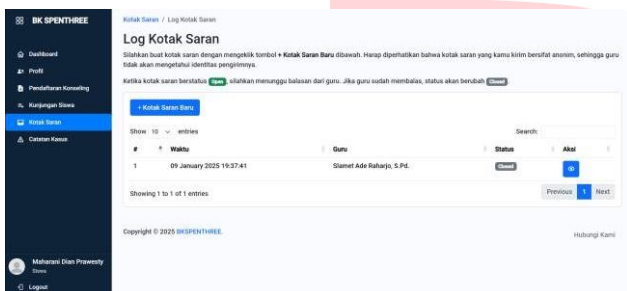 BK SPENTHREE
Dashboard
Profil
Pendaftaran Konseling
Kunjungan Siswa
Kotak Saran
Catatan Kasus
Maharani Dian Prawesty
Siswa
Logout
Kotak Saran / Log Kotak Saran
Log Kotak Saran
Silahkan buat kotak saran dengan mengeklik tombol + Kotak Saran Baru dibawah. Harap diperhatikan bahwa kotak saran yang kamu kirim bersifat anonim, sehingga guru
tidak akan mengetahui identitas pengirimnya.
Ketika kotak saran berstatus Open, silahkan menunggu balasan dari guru. Jika guru sudah membalas, status akan berubah Closed.
+ Kotak Saran Baru
Show 10 entries
Search:
# Waktu Guru Status Aksi
1 09 January 2025 19:37:41 Slamet Ade Raharjo, S.Pd. Closed
Showing 1 to 1 of 1 entries
Previous 1 Next
Copyright © 2025 BKSPENTHREE.
Hubungi Kami